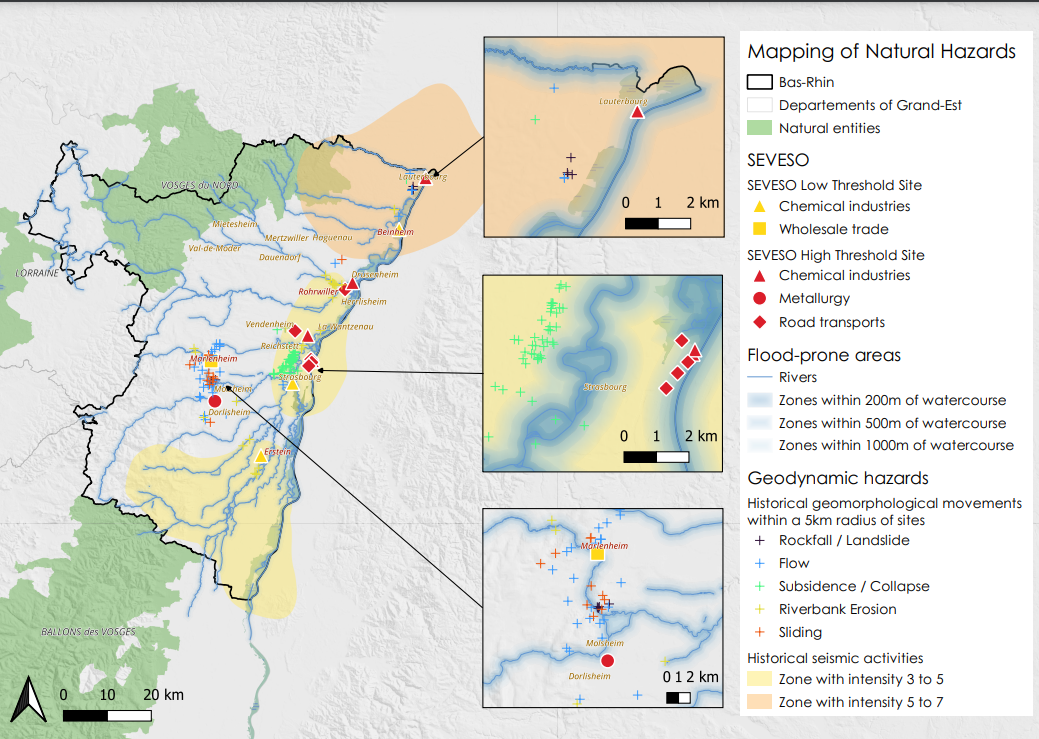 VOSGES du NORD
Lauterbourg
Mietesheim
Beinheim
Mertzwiller
Haguenau
Val-de-Moder
Dauendorf
LORRAINE
Drusenheim
Rohrwiller
Herrlisheim
Vendenheim
La Wantzenau
Reichstett
Marlenheim
Strasbourg
Molsheim
Dorlisheim
Erstein
BALLONS des VOSGES
0 10 20 km
Lauterbourg
0 1 2 km
Strasbourg
0 1 2 km
Marlenheim
Molsheim
Dorlisheim
0 1 2 km
Mapping of Natural Hazards
Bas-Rhin
Departements of Grand-Est
Natural entities
SEVESO
SEVESO Low Threshold Site
Chemical industries
Wholesale trade
SEVESO High Threshold Site
Chemical industries
Metallurgy
Road transports
Flood-prone areas
Rivers
Zones within 200m of watercourse
Zones within 500m of watercourse
Zones within 1000m of watercourse
Geodynamic hazards
Historical geomorphological movements
within a 5km radius of sites
Rockfall / Landslide
Flow
Subsidence / Collapse
Riverbank Erosion
Sliding
Historical seismic activities
Zone with intensity 3 to 5
Zone with intensity 5 to 7